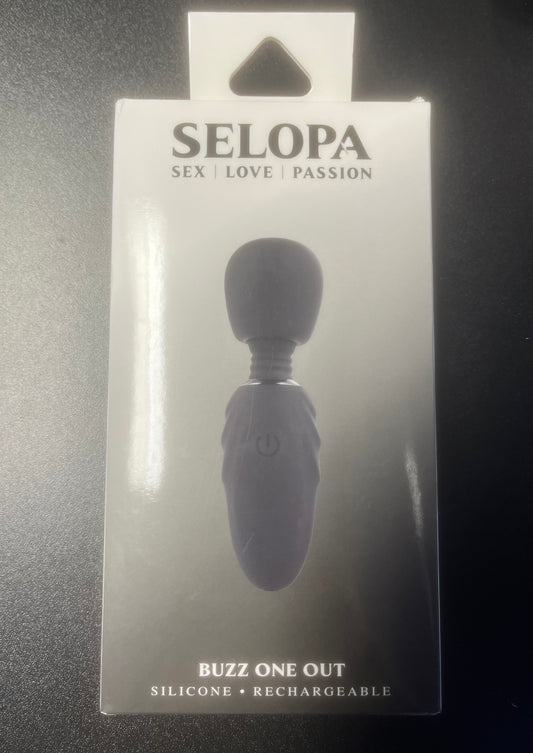 SELOPA
SEX | LOVE | PASSION
BUZZ ONE OUT
SILICONE • RECHARGEABLE